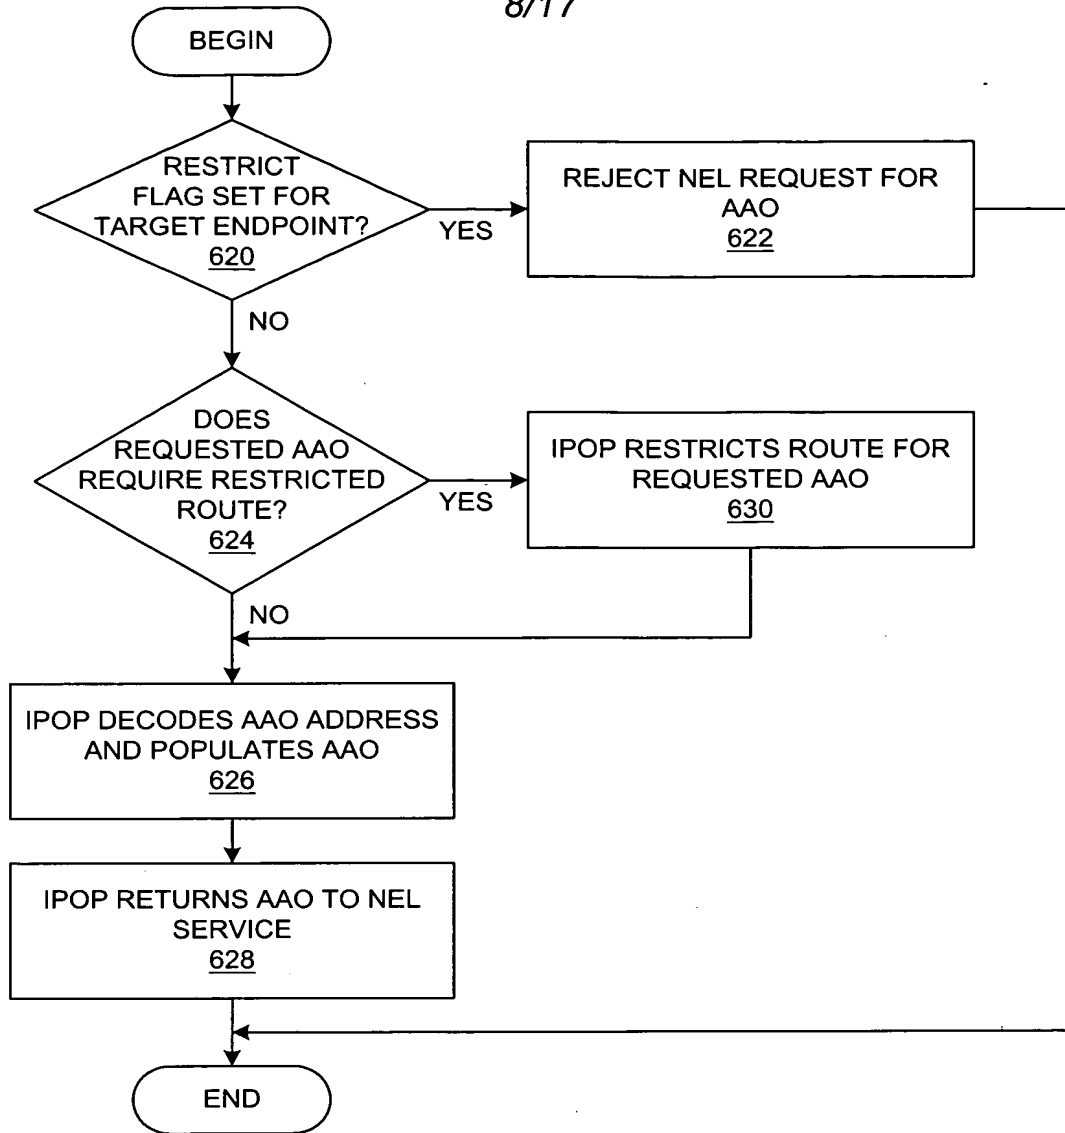 8/17
BEGIN
RESTRICT
FLAG SET FOR
TARGET ENDPOINT?
620
YES
REJECT NEL REQUEST FOR
AAO
622
NO
DOES
REQUESTED AAO
REQUIRE RESTRICTED
ROUTE?
624
YES
IPOP RESTRICTS ROUTE FOR
REQUESTED AAO
630
NO
IPOP DECODES AAO ADDRESS
AND POPULATES AAO
626
IPOP RETURNS AAO TO NEL
SERVICE
628
END